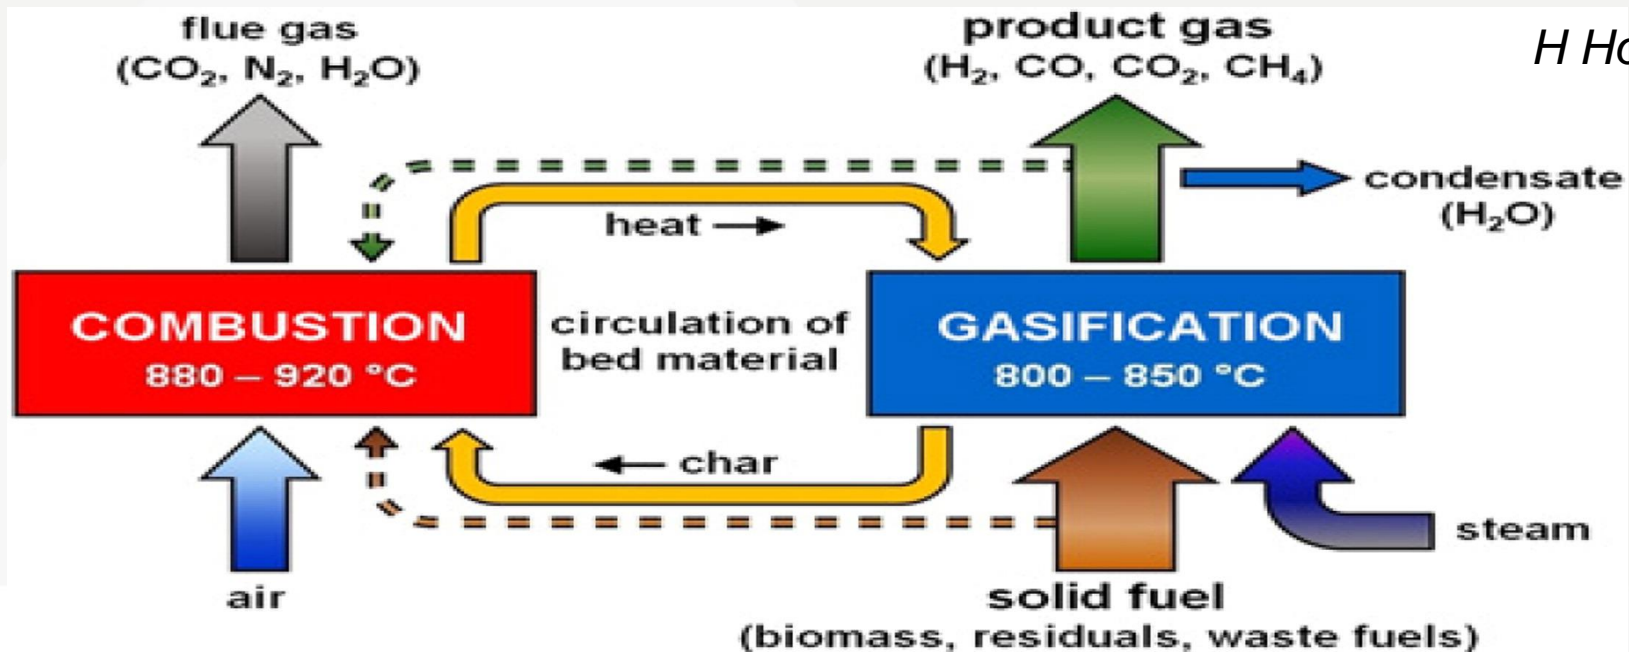 flue gas
(CO₂, N₂, H₂O)
product gas
(H₂, CO, CO₂, CH₄)
H
condensate
(H₂O)
heat
COMBUSTION
880 – 920 °C
circulation of
bed material
GASIFICATION
800 – 850 °C
char
steam
air
solid fuel
(biomass, residuals, waste fuels)